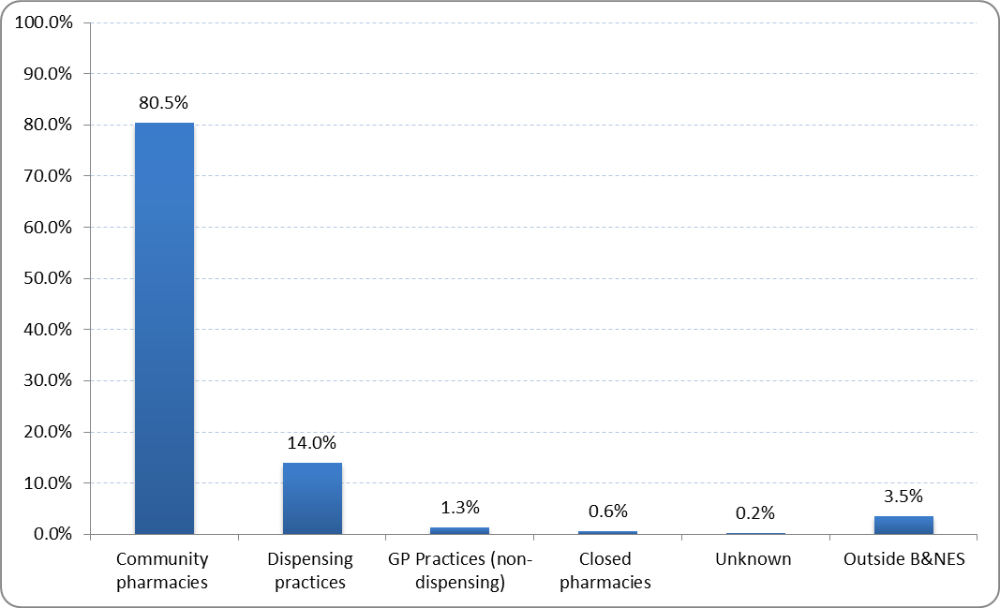 100.0%
90.0%
80.0%
70.0%
60.0%
50.0%
40.0%
30.0%
20.0%
10.0%
0.0%
80.5%
14.0%
1.3%
0.6%
0.2%
3.5%
Community
pharmacies
Dispensing
practices
GP Practices (non-
dispensing)
Closed
pharmacies
Unknown
Outside B&NES